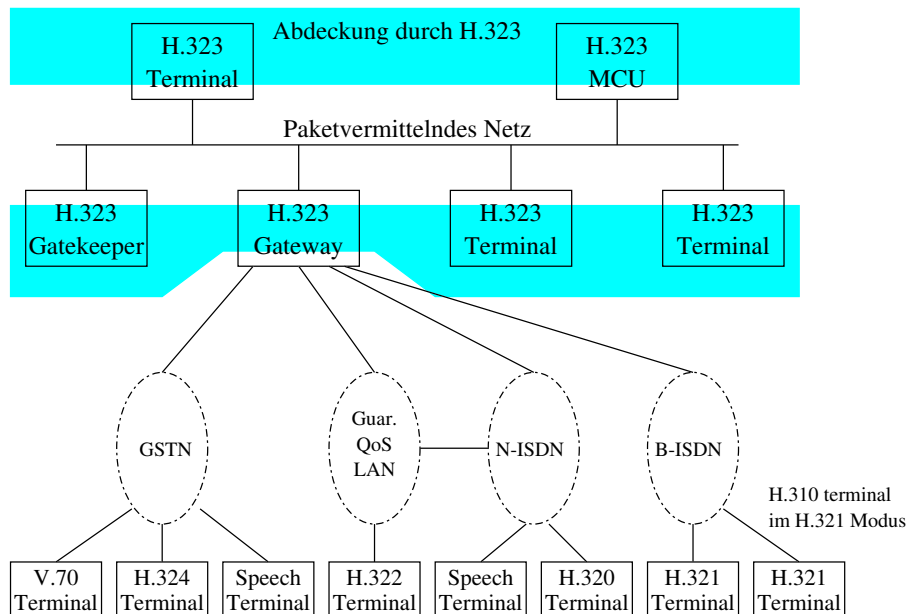 Abdeckung durch H.323
H.323
Terminal
H.323
MCU
Paketvermittelndes Netz
H.323
Gatekeeper
H.323
Gateway
H.323
Terminal
H.323
Terminal
GSTN
Guar.
QoS
LAN
N-ISDN
B-ISDN
H.310 terminal
im H.321 Modus
V.70
Terminal
H.324
Terminal
Speech
Terminal
H.322
Terminal
Speech
Terminal
H.320
Terminal
H.321
Terminal
H.321
Terminal